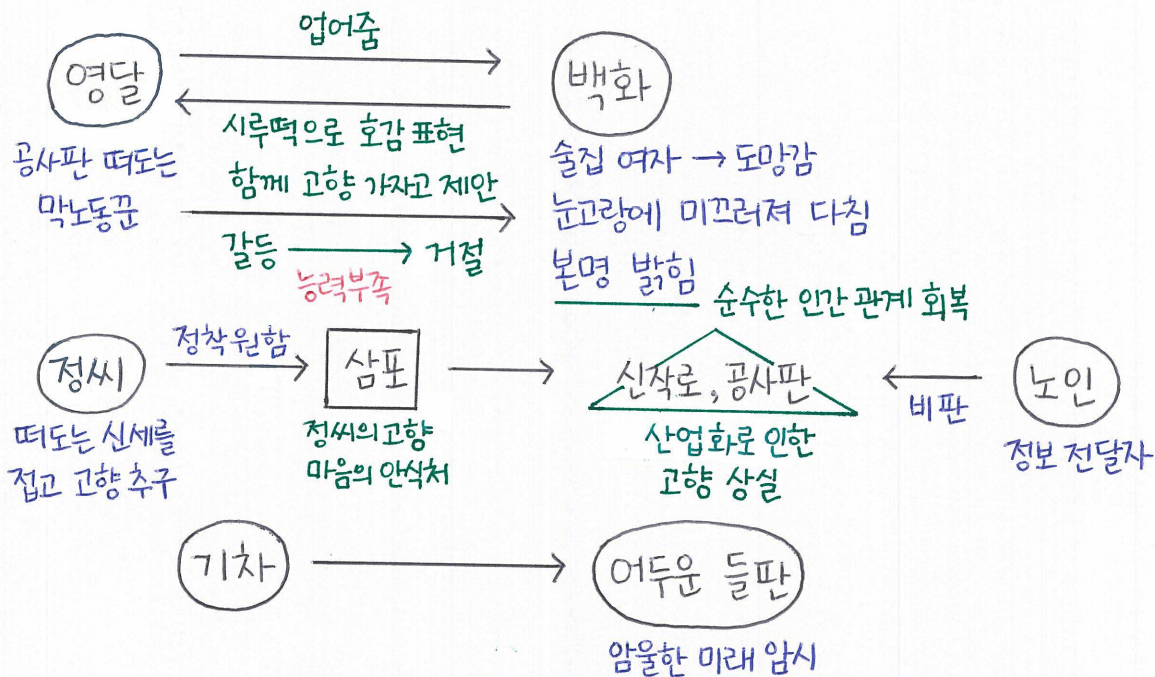 업어줌
영달
백화
시루떡으로 호감 표현
공사판 떠도는
막노동꾼
함께 고향 가자고 제안
술집 여자 → 도망감
눈고랑에 미끄러져 다침
갈등 → 거절
능력부족
본명 밝힘
순수한 인간 관계 회복
정씨
정착원함
삼포
신작로, 공사판
비판
노인
떠도는 신세를
접고 고향 추구
정씨의 고향
마음의 안식처
산업화로 인한
고향 상실
정보 전달자
기차
어두운 들판
암울한 미래 암시